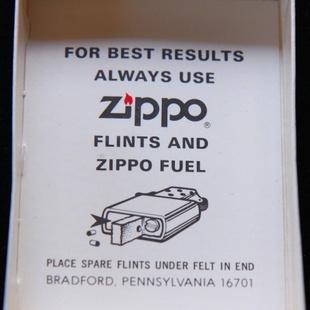 FOR BEST RESULTS
ALWAYS USE
zippo®
FLINTS AND
ZIPPO FUEL
PLACE SPARE FLINTS UNDER FELT IN END
BRADFORD, PENNSYLVANIA 16701